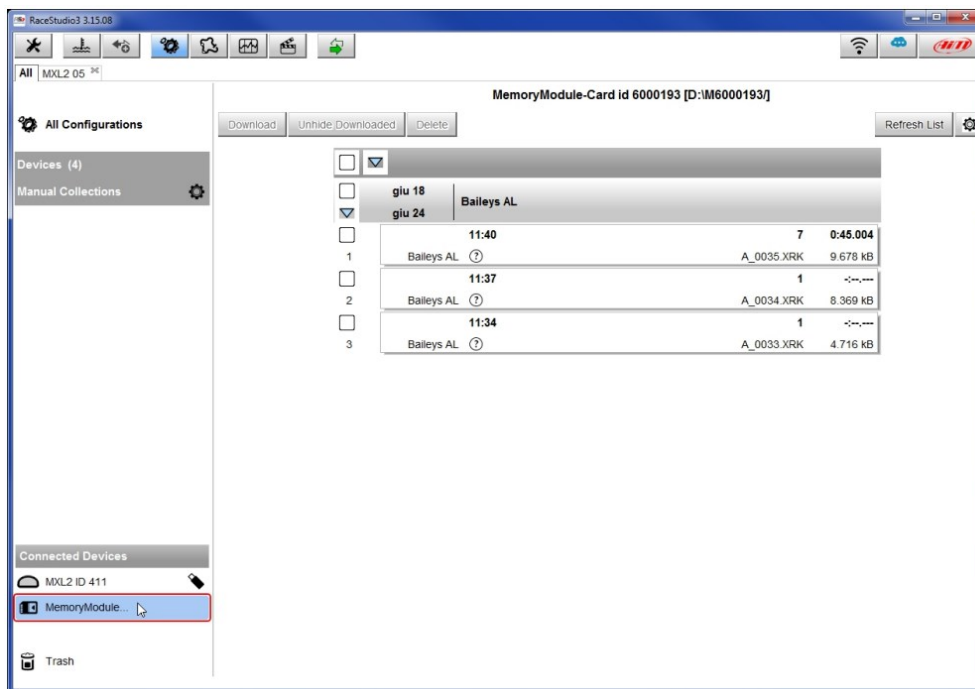 RaceStudio3 3.15.08
AiM
All MXL2 05
MemoryModule-Card id 6000193 [D:\M6000193/]
All Configurations
Download Unhide Downloaded Delete Refresh List
Devices (4)
Manual Collections
giu 18
giu 24
Baileys AL
11:40 7 0:45.004
1 Baileys AL ? A_0035.XRK 9.678 kB
11:37 1 -:--.---
2 Baileys AL ? A_0034.XRK 8.369 kB
11:34 1 -:--.---
3 Baileys AL ? A_0033.XRK 4.716 kB
Connected Devices
MXL2 ID 411
MemoryModule...
Trash